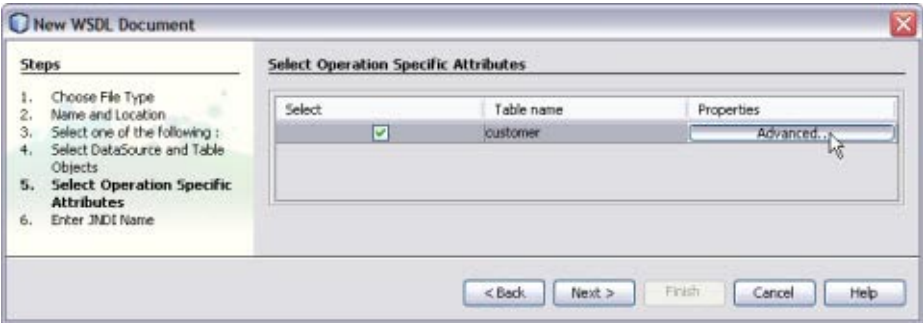 New WSDL Document
Steps
1. Choose File Type
2. Name and Location
3. Select one of the following :
4. Select DataSource and Table
Objects
5. Select Operation Specific
Attributes
6. Enter JNDI Name
Select Operation Specific Attributes
Select Table name Properties
customer Advanced...
< Back Next > Finish Cancel Help